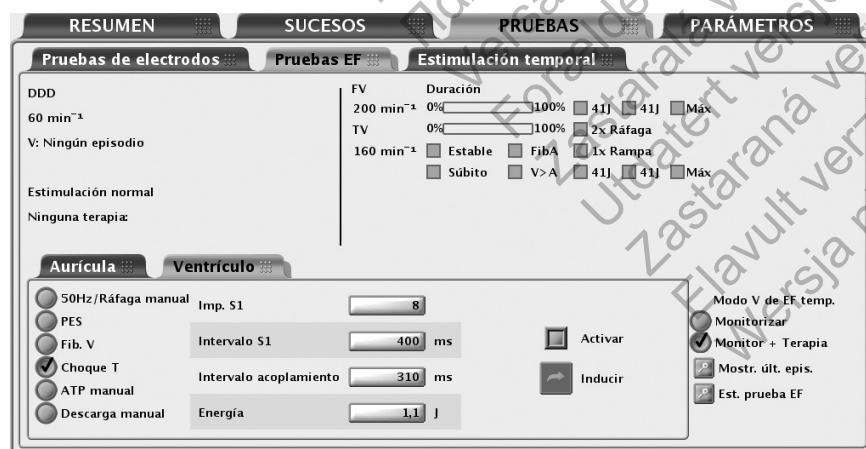 RESUMEN SUCESOS PRUEBAS PARÁMETROS
Pruebas de electrodos Pruebas EF Estimulación temporal
DDD
60 min⁻¹
V: Ningún episodio
Estimulación normal
Ninguna terapia:
FV Duración
200 min⁻¹ 0% 100% 41J 41J Máx
TV 0% 100% 2x Ráfaga
160 min⁻¹ Estable FibA 1x Rampa
Súbito V>A 41J 41J Máx
Aurícula Ventrículo
50Hz/Ráfaga manual
PES
Fib. V
Choque T
ATP manual
Descarga manual
Imp. S1 8
Intervalo S1 400 ms
Intervalo acoplamiento 310 ms
Energía 1,1 J
Activar
Inducir
Modo V de EF temp.
Monitorizar
Monitor + Terapia
Mostr. últ. epis.
Est. prueba EF
Zastaraná
Utdatert
Elavult
Wersja